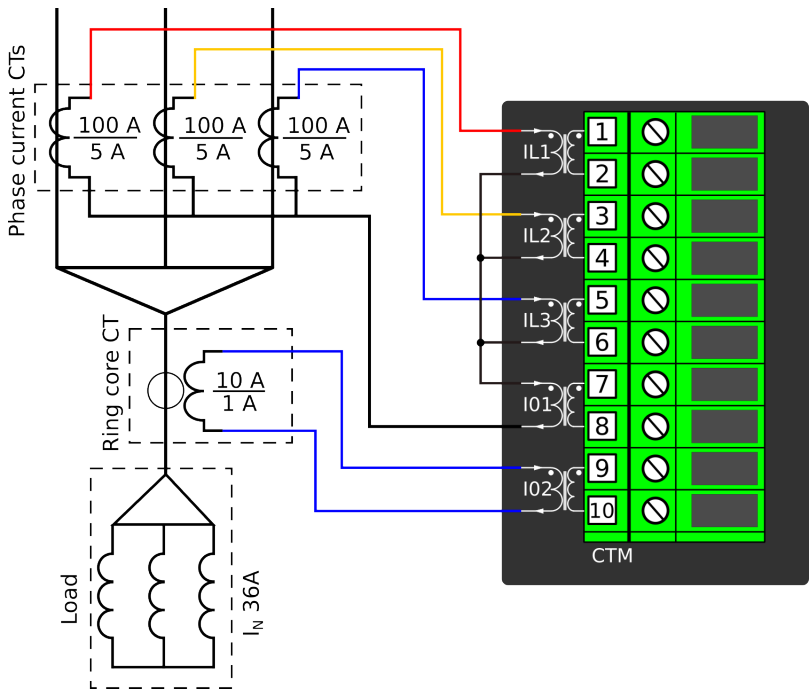 Phase current CTs
100 A
5 A
100 A
5 A
100 A
5 A
Ring core CT
10 A
1 A
Load
I_N 36A
IL1
IL2
IL3
I01
I02
1
2
3
4
5
6
7
8
9
10
CTM